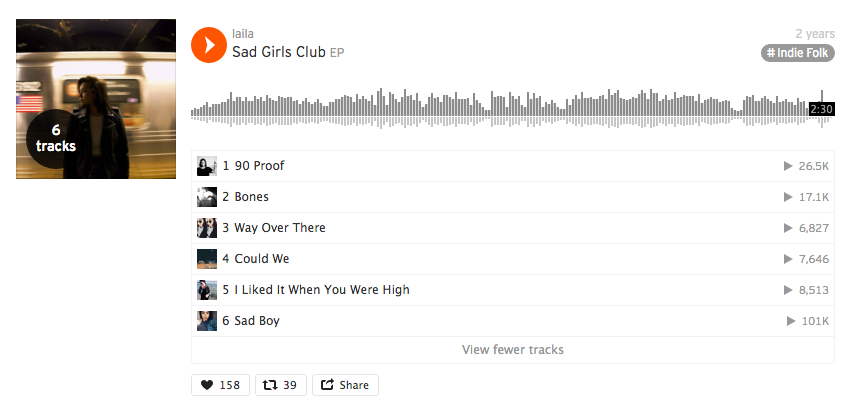 laila
2 years
Sad Girls Club EP
# Indie Folk
6
tracks
2:30
1 90 Proof 26.5K
2 Bones 17.1K
3 Way Over There 6,827
4 Could We 7,646
5 I Liked It When You Were High 8,513
6 Sad Boy 101K
View fewer tracks
158 39 Share